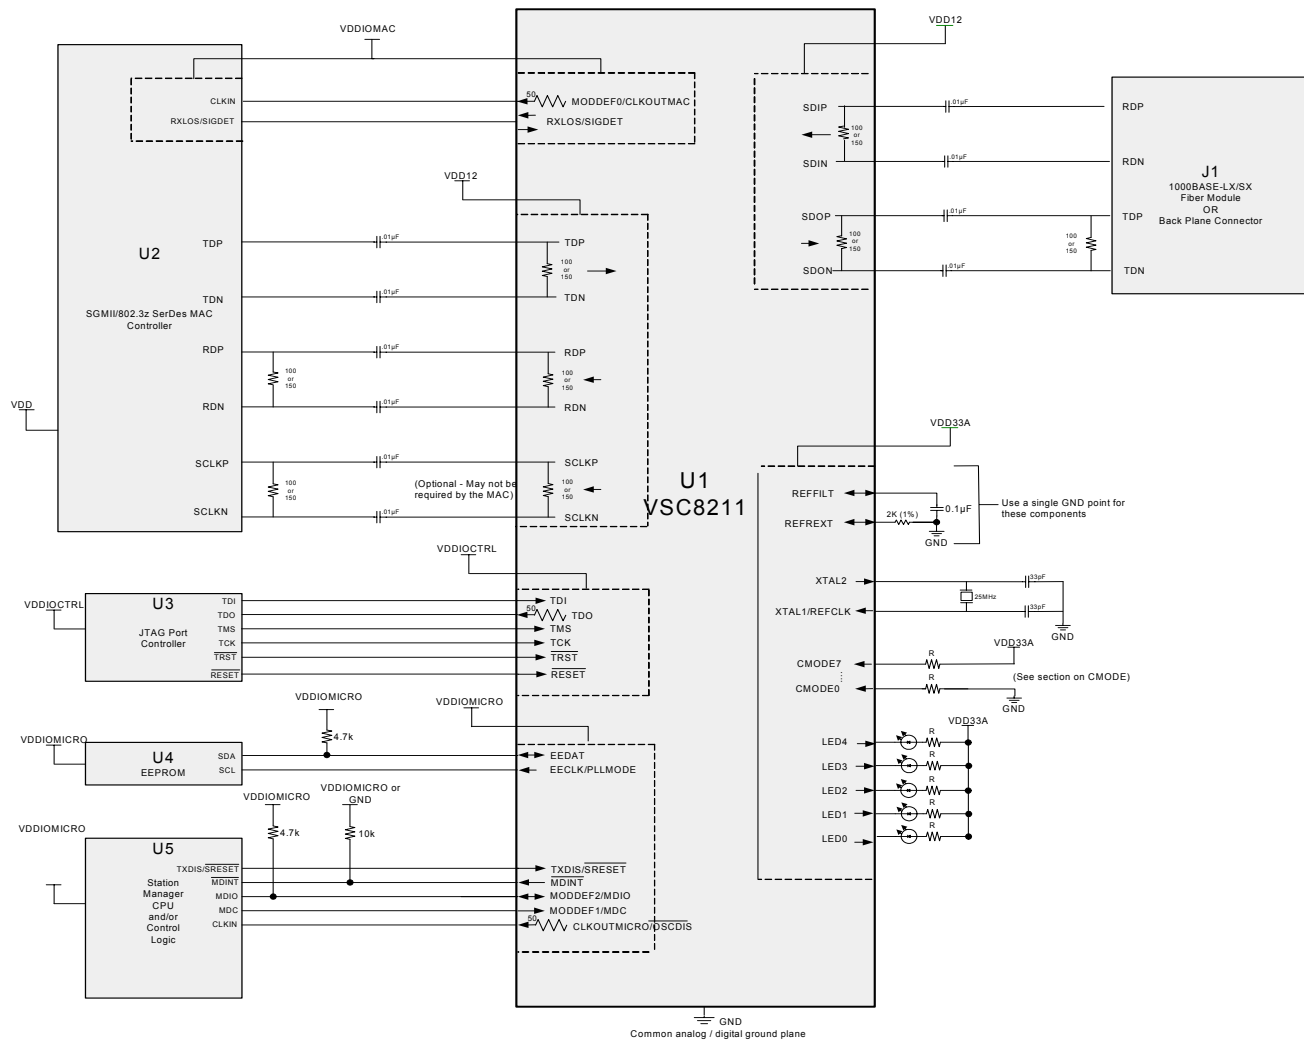 VDDIOMAC
VDD12
CLKIN
RXLOS/SIGDET
50
MODDEF0/CLKOUTMAC
RXLOS/SIGDET
SDIP
.01µF
RDP
100
or
150
SDIN
.01µF
RDN
J1
1000BASE-LX/SX
Fiber Module
OR
Back Plane Connector
VDD12
SDOP
.01µF
TDP
100
or
150
100
or
150
SDON
.01µF
TDN
U2
SGMII/802.3z SerDes MAC
Controller
TDP
.01µF
TDP
100
or
150
TDN
.01µF
TDN
RDP
.01µF
RDP
100
or
150
100
or
150
RDN
.01µF
RDN
VDD
SCLKP
.01µF
SCLKP
100
or
150
(Optional - May not be
required by the MAC)
100
or
150
SCLKN
.01µF
SCLKN
U1
VSC8211
VDD33A
REFFILT
0.1µF
REFREXT
2K (1%)
GND
Use a single GND point for
these components
XTAL2
33pF
25MHz
XTAL1/REFCLK
33pF
GND
CMODE7
R
VDD33A
CMODE0
R
GND
(See section on CMODE)
VDD33A
LED4
R
LED3
R
LED2
R
LED1
R
LED0
R
VDDIOCTRL
VDDIOCTRL
U3
JTAG Port
Controller
TDI
TDO
TMS
TCK
TRST
RESET
TDI
50
TDO
TMS
TCK
TRST
RESET
VDDIOMICRO
VDDIOMICRO
4.7k
VDDIOMICRO
U4
EEPROM
SDA
SCL
EEDAT
EECLK/PLLMODE
VDDIOMICRO
4.7k
VDDIOMICRO or
GND
10k
VDDIOMICRO
U5
Station
Manager
CPU
and/or
Control
Logic
TXDIS/SRESET
MDINT
MDIO
MDC
CLKIN
TXDIS/SRESET
MDINT
MODDEF2/MDIO
MODDEF1/MDC
50
CLKOUTMICRO/OSCDIS
GND
Common analog / digital ground plane